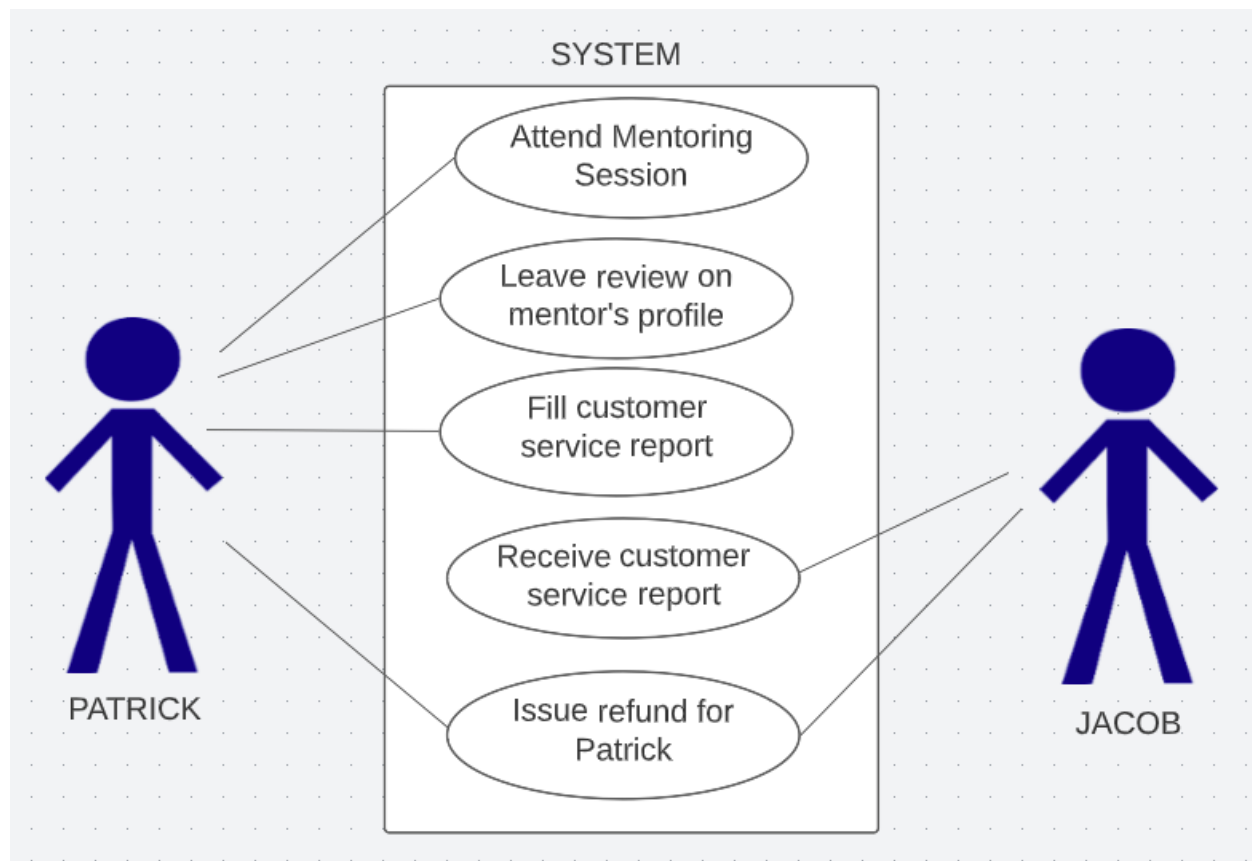 SYSTEM
Attend Mentoring
Session
Leave review on
mentor's profile
Fill customer
service report
Receive customer
service report
Issue refund for
Patrick
PATRICK
JACOB